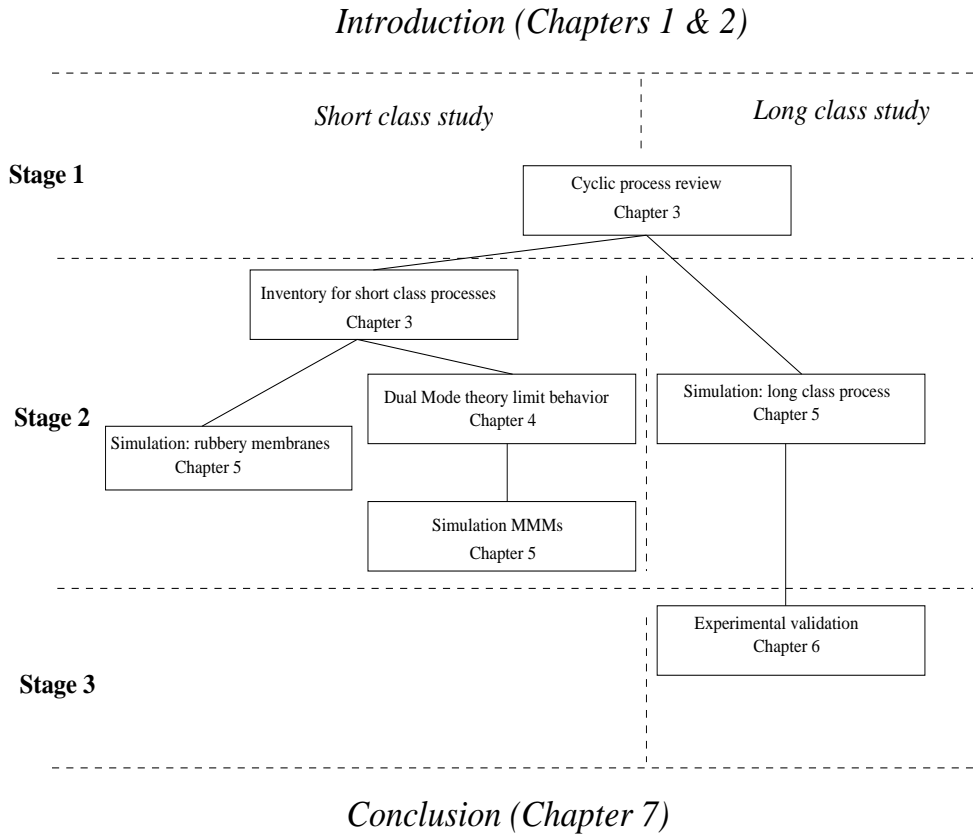 Introduction (Chapters 1 & 2)
Short class study
Long class study
Stage 1
Cyclic process review
Chapter 3
Inventory for short class processes
Chapter 3
Stage 2
Dual Mode theory limit behavior
Chapter 4
Simulation: long class process
Chapter 5
Simulation: rubbery membranes
Chapter 5
Simulation MMMs
Chapter 5
Experimental validation
Chapter 6
Stage 3
Conclusion (Chapter 7)